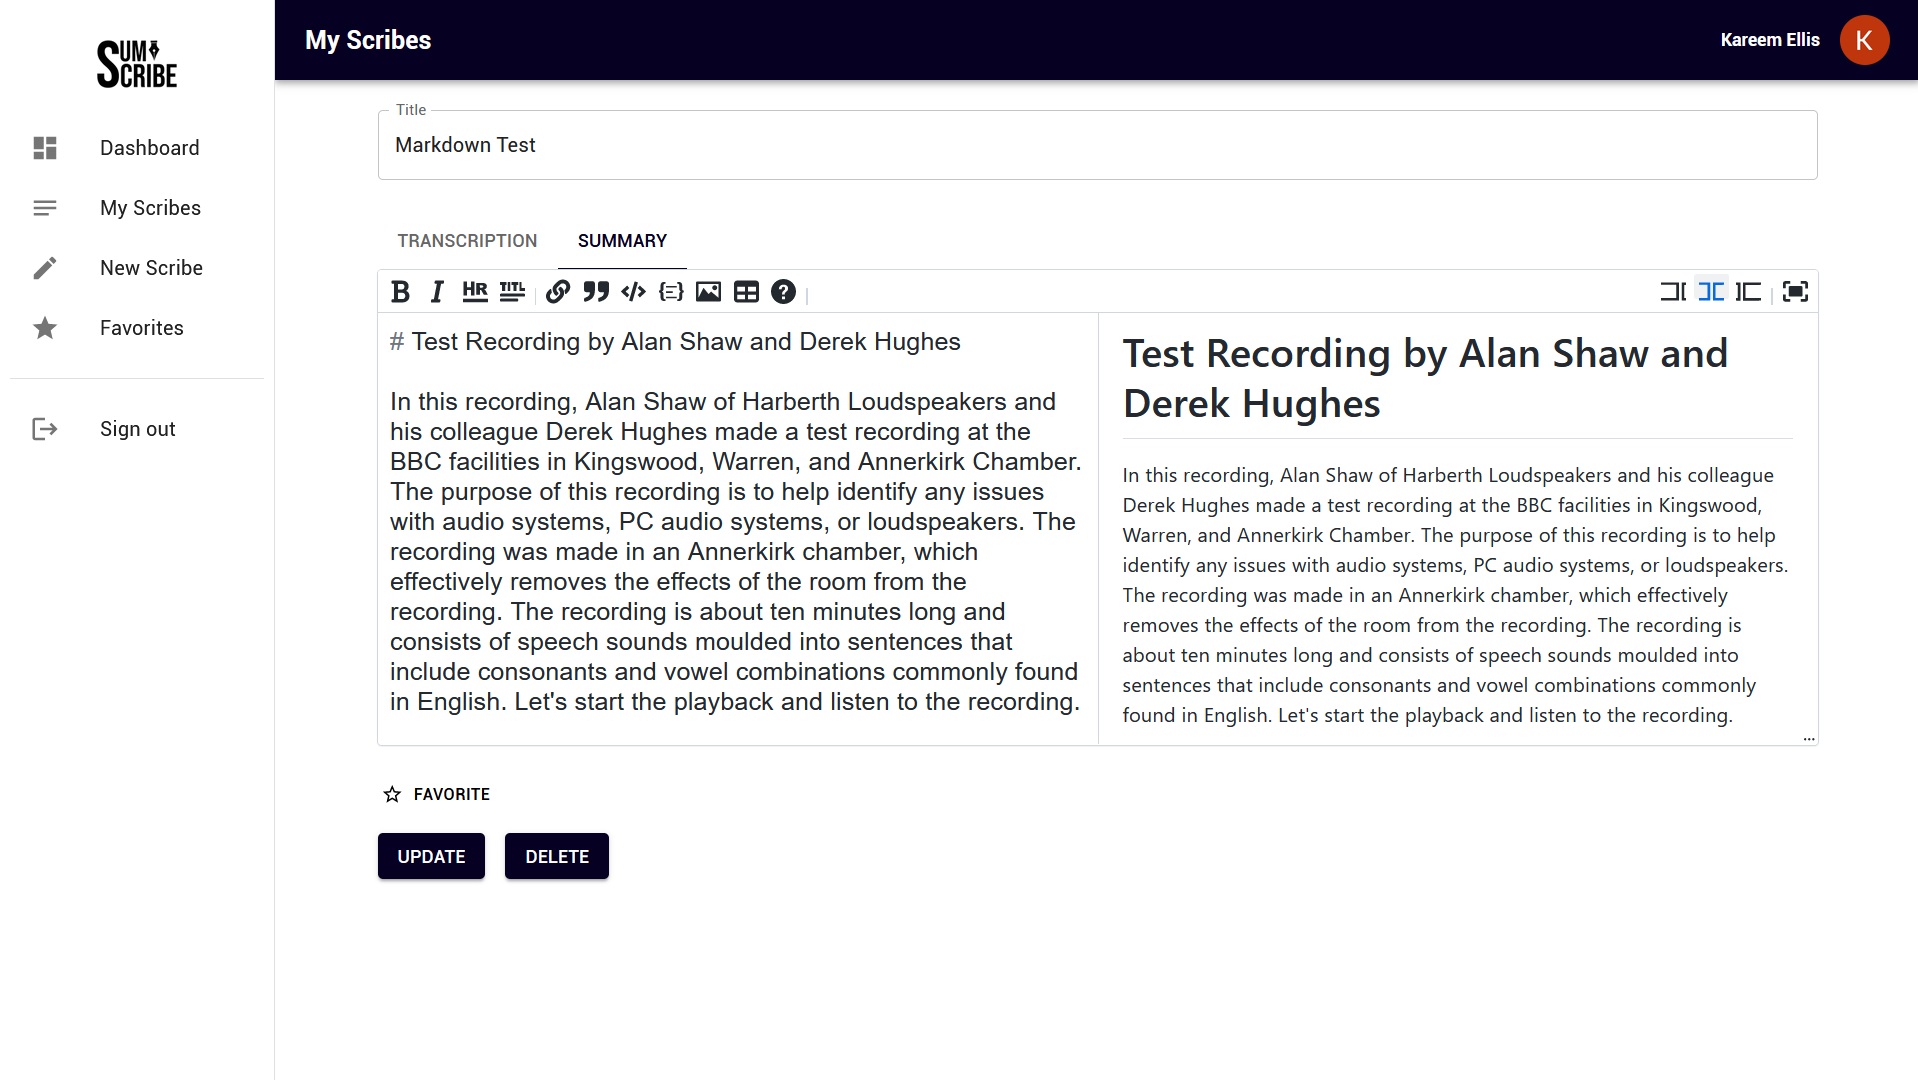 SUM
SCRIBE
Dashboard
My Scribes
New Scribe
Favorites
Sign out
My Scribes
Kareem Ellis
K
Title
Markdown Test
TRANSCRIPTION
SUMMARY
B I HR TITL
# Test Recording by Alan Shaw and Derek Hughes
In this recording, Alan Shaw of Harberth Loudspeakers and
his colleague Derek Hughes made a test recording at the
BBC facilities in Kingswood, Warren, and Annerkirk Chamber.
The purpose of this recording is to help identify any issues
with audio systems, PC audio systems, or loudspeakers. The
recording was made in an Annerkirk chamber, which
effectively removes the effects of the room from the
recording. The recording is about ten minutes long and
consists of speech sounds moulded into sentences that
include consonants and vowel combinations commonly found
in English. Let's start the playback and listen to the recording.
Test Recording by Alan Shaw and
Derek Hughes
In this recording, Alan Shaw of Harberth Loudspeakers and his colleague
Derek Hughes made a test recording at the BBC facilities in Kingswood,
Warren, and Annerkirk Chamber. The purpose of this recording is to help
identify any issues with audio systems, PC audio systems, or loudspeakers.
The recording was made in an Annerkirk chamber, which effectively
removes the effects of the room from the recording. The recording is
about ten minutes long and consists of speech sounds moulded into
sentences that include consonants and vowel combinations commonly
found in English. Let's start the playback and listen to the recording.
FAVORITE
UPDATE
DELETE